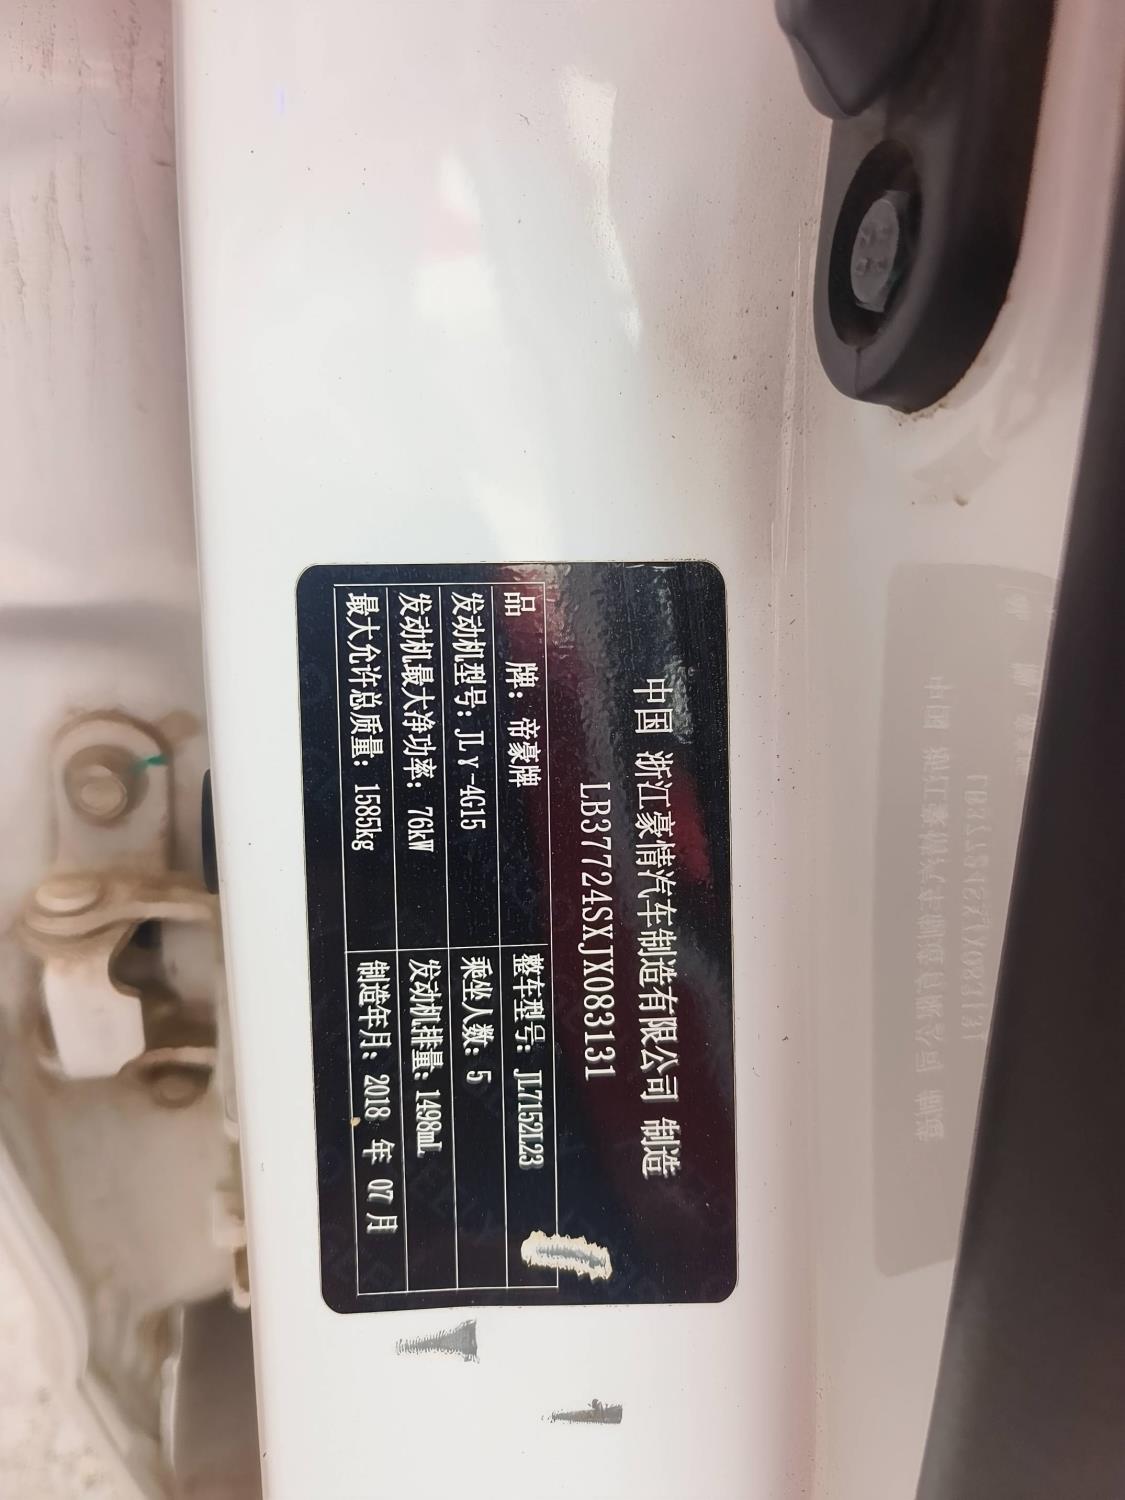 中国 浙江豪情汽车制造有限公司 制造
LB37724SXJX083131
品 牌: 帝豪牌 整车型号: JL7152L23
发动机型号: JLγ-4G15 乘坐人数: 5
发动机最大净功率: 76kW 发动机排量: 1498mL
最大允许总质量: 1585kg 制造年月: 2018 年 07 月